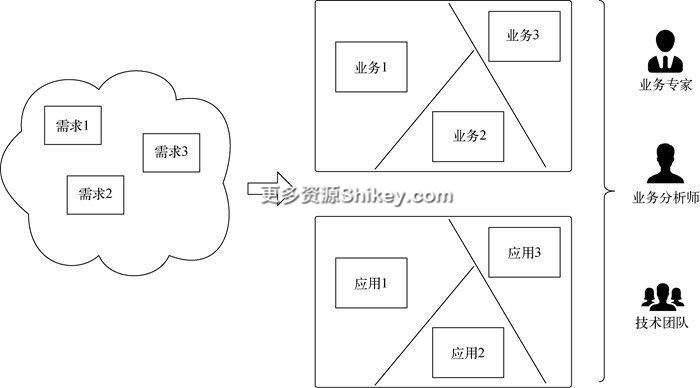 需求1
需求3
需求2
业务1
业务3
业务2
更多资源Shikey.com
应用1
应用3
应用2
业务专家
业务分析师
技术团队